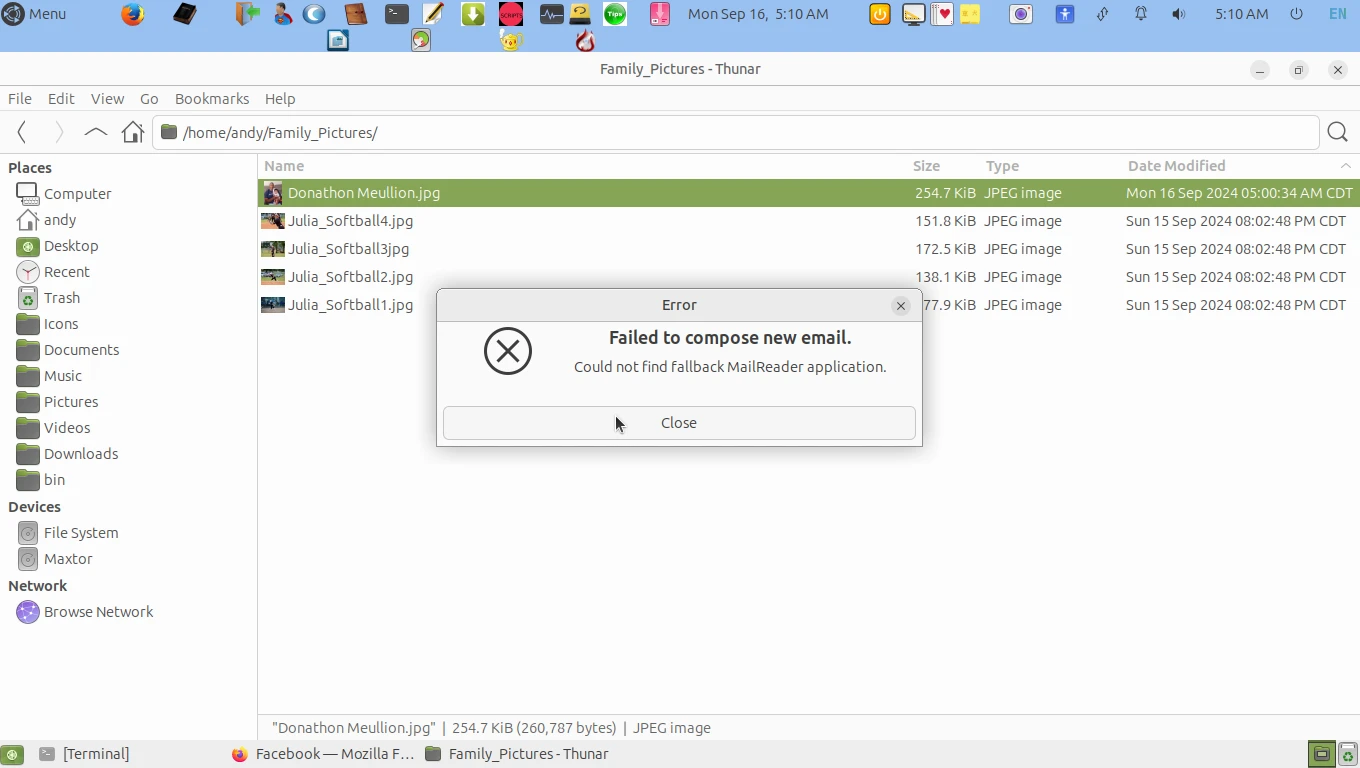 Menu
SCRIPTS
Tips
Mon Sep 16, 5:10 AM
5:10 AM
EN
Family_Pictures - Thunar
File Edit View Go Bookmarks Help
/home/andy/Family_Pictures/
Places
Computer
andy
Desktop
Recent
Trash
Icons
Documents
Music
Pictures
Videos
Downloads
bin
Devices
File System
Maxtor
Network
Browse Network
Name Size Type Date Modified
Donathon Meullion.jpg 254.7 KiB JPEG image Mon 16 Sep 2024 05:00:34 AM CDT
Julia_Softball4.jpg 151.8 KiB JPEG image Sun 15 Sep 2024 08:02:48 PM CDT
Julia_Softball3jpg 172.5 KiB JPEG image Sun 15 Sep 2024 08:02:48 PM CDT
Julia_Softball2.jpg 138.1 KiB JPEG image Sun 15 Sep 2024 08:02:48 PM CDT
Julia_Softball1.jpg 77.9 KiB JPEG image Sun 15 Sep 2024 08:02:48 PM CDT
Error
Failed to compose new email.
Could not find fallback MailReader application.
Close
"Donathon Meullion.jpg" | 254.7 KiB (260,787 bytes) | JPEG image
[Terminal]
Facebook — Mozilla F...
Family_Pictures - Thunar